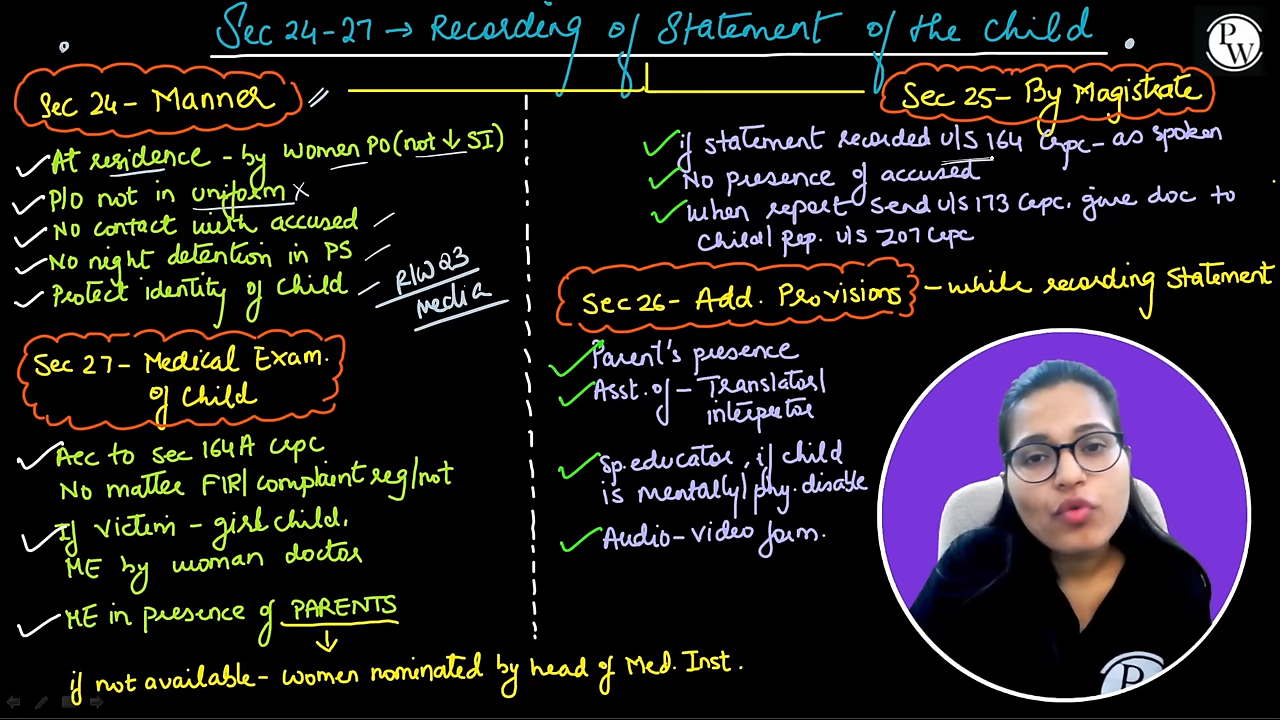 Sec 24-27 → Recording of Statement of the Child
PW
Sec 24 - Manner
✓ At residence - by women PO (not ↓ SI)
✓ P/O not in uniform x
✓ No contact with accused
✓ No night detention in PS
✓ Protect identity of Child
R/W 23
media
Sec 27 - Medical Exam.
of Child
✓ Acc to sec 164A Crpc
No matter FIR/ complaint reg/not
✓ If victim - girl child,
ME by woman doctor
✓ ME in presence of PARENTS
↓
if not available - women nominated by head of Med. Inst.
Sec 25 - By Magistrate
✓ if statement recorded u/s 164 Crpc - as spoken
✓ No presence of accused
✓ when report send u/s 173 Crpc. give doc to
Child/ Rep. u/s 207 Crpc
Sec 26 - Add. Provisions - while recording Statement
✓ Parent's presence
✓ Asst. of - Translator/
interpretor
✓ Sp. educator, if child
is mentally/ phy. disable
✓ Audio - video form.
PW